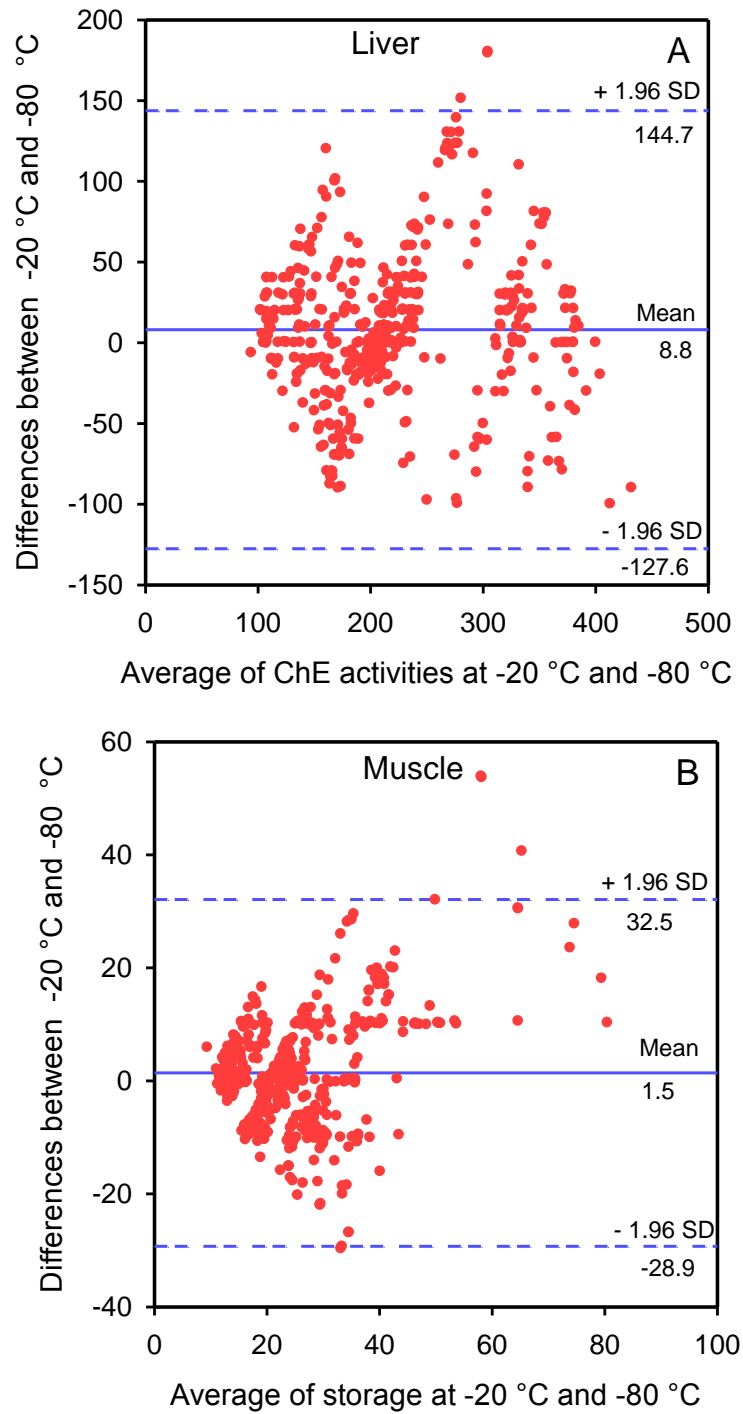 Liver
A
200
150
100
50
0
-50
-100
-150
+ 1.96 SD
144.7
Mean
8.8
- 1.96 SD
-127.6
0 100 200 300 400 500
Differences between -20 °C and -80 °C
Average of ChE activities at -20 °C and -80 °C
Muscle
B
60
40
20
0
-20
-40
+ 1.96 SD
32.5
Mean
1.5
- 1.96 SD
-28.9
0 20 40 60 80 100
Differences between -20 °C and -80 °C
Average of storage at -20 °C and -80 °C